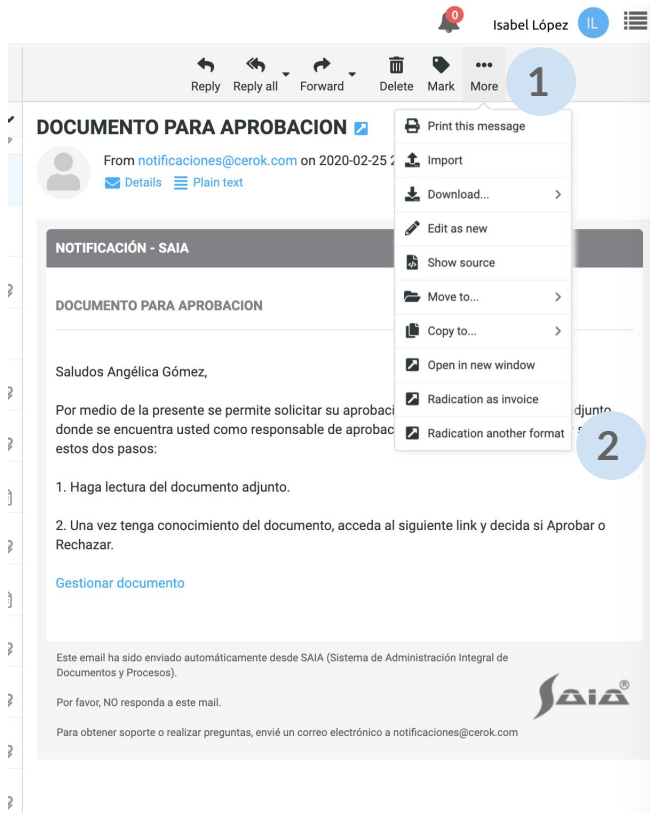 0
Isabel López
IL
Reply
Reply all
Forward
Delete
Mark
More
1
DOCUMENTO PARA APROBACION
From notificaciones@cerok.com on 2020-02-25
Details
Plain text
Print this message
Import
Download...
Edit as new
Show source
Move to...
Copy to...
Open in new window
Radication as invoice
Radication another format
2
NOTIFICACIÓN - SAIA
DOCUMENTO PARA APROBACION
Saludos Angélica Gómez,
Por medio de la presente se permite solicitar su
donde se encuentra usted como responsable de
estos dos pasos:
1. Haga lectura del documento adjunto.
2. Una vez tenga conocimiento del documento, acceda al siguiente link y decida si Aprobar o
Rechazar.
Gestionar documento
Este email ha sido enviado automáticamente desde SAIA (Sistema de Administración Integral de
Documentos y Procesos).
Por favor, NO responda a este mail.
Para obtener soporte o realizar preguntas, envié un correo electrónico a notificaciones@cerok.com
Saia®